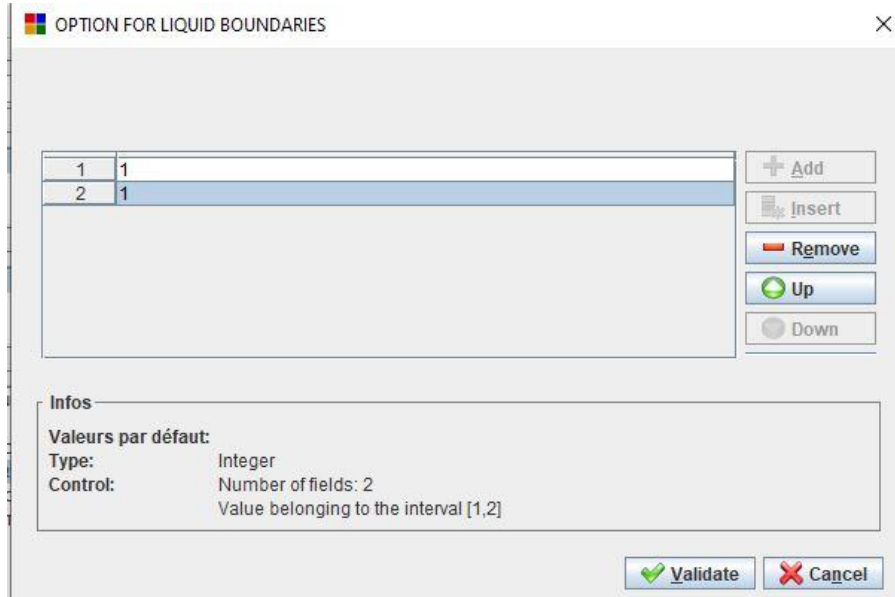 OPTION FOR LIQUID BOUNDARIES
1 1
2 1
Add
Insert
Remove
Up
Down
Infos
Valeurs par défaut:
Type: Integer
Control: Number of fields: 2
Value belonging to the interval [1,2]
Validate Cancel